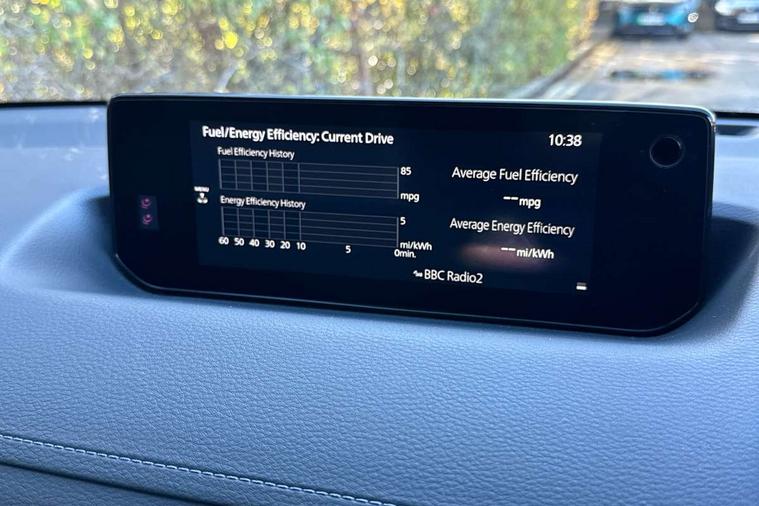 Fuel/Energy Efficiency: Current Drive
10:38
Fuel Efficiency History
85
mpg
Average Fuel Efficiency
--mpg
MENU
Energy Efficiency History
5
mi/kWh
60 50 40 30 20 10 5 0min.
Average Energy Efficiency
--mi/kWh
BBC Radio2